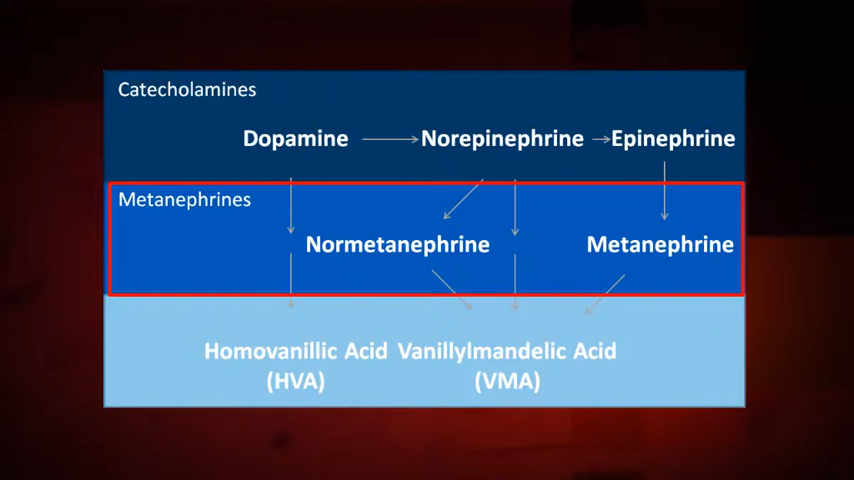 Catecholamines
Dopamine Norepinephrine Epinephrine
Metanephrines
Normetanephrine Metanephrine
Homovanillic Acid Vanillylmandelic Acid
(HVA) (VMA)